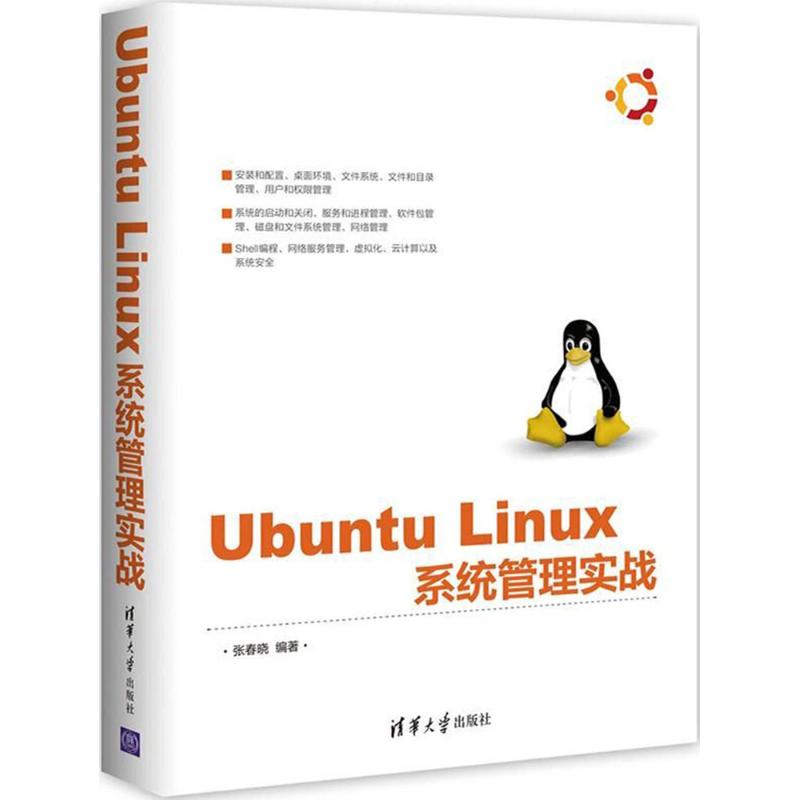 Ubuntu Linux系统管理实战
清华大学出版社
安装和配置、桌面环境、文件系统、文件和目录
管理、用户和权限管理
系统的启动和关闭、服务和进程管理、软件包管
理、磁盘和文件系统管理、网络管理
Shell编程、网络服务管理、虚拟化、云计算以及
系统安全
Ubuntu Linux
系统管理实战
·张春晓 编著·
清华大学出版社